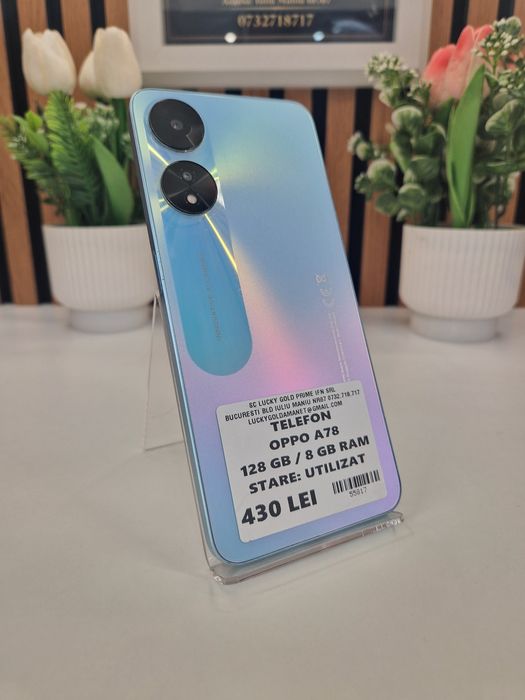 0732718717
SC LUCKY GOLD PRIME IFN SRL
BUCURESTI BLD IULIU MANIU NR67 0732.718.717
LUCKYGOLDAMANET@GMAIL.COM
TELEFON
OPPO A78
128 GB / 8 GB RAM
STARE: UTILIZAT
430 LEI
55817